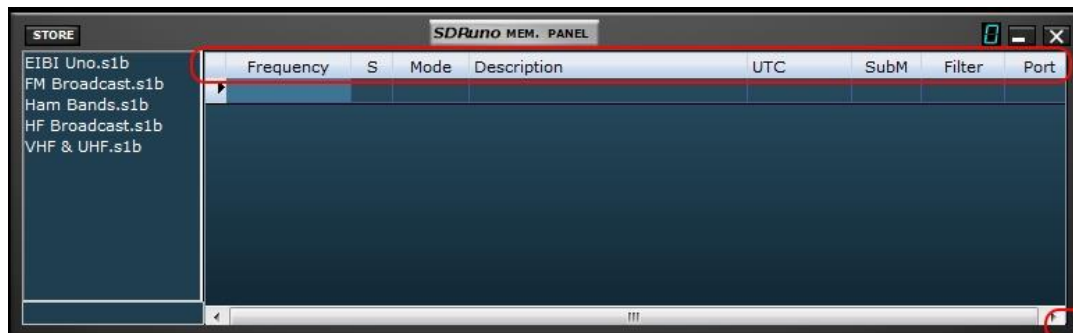 STORE
SDRuno MEM. PANEL
0
EIBI Uno.s1b
FM Broadcast.s1b
Ham Bands.s1b
HF Broadcast.s1b
VHF & UHF.s1b
Frequency S Mode Description UTC SubM Filter Port